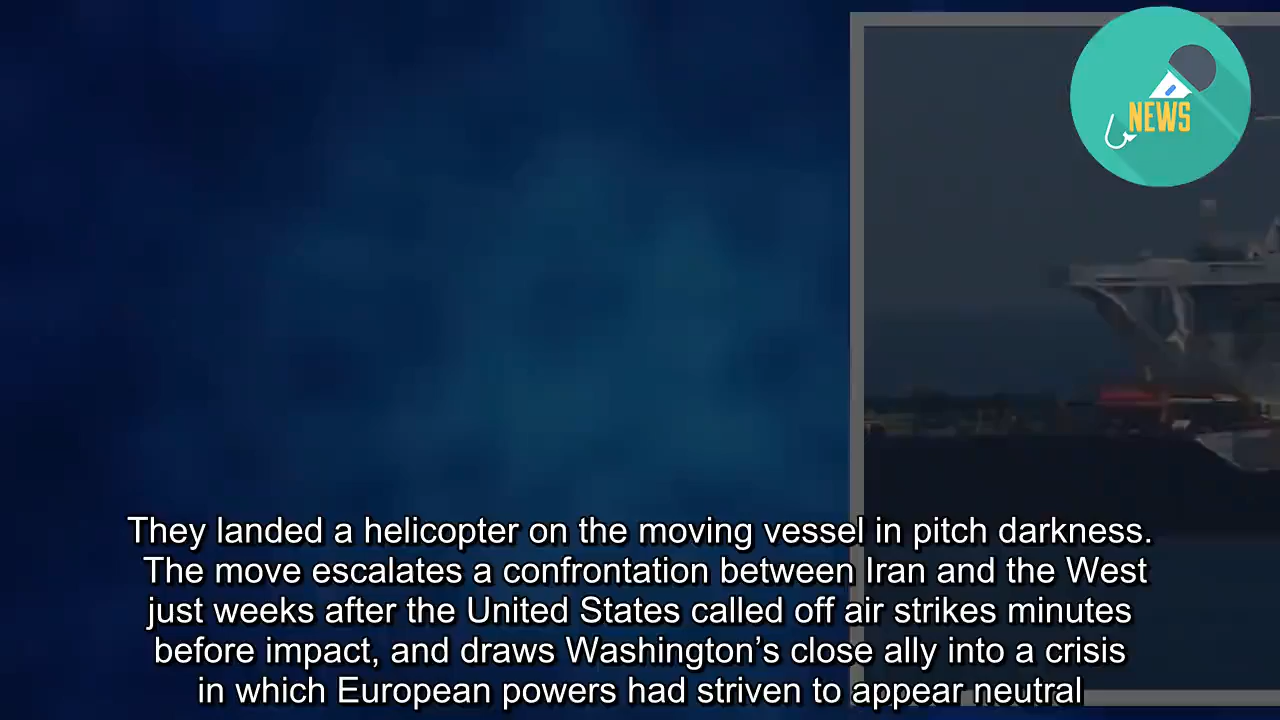 NEWS
They landed a helicopter on the moving vessel in pitch darkness.
The move escalates a confrontation between Iran and the West
just weeks after the United States called off air strikes minutes
before impact, and draws Washington’s close ally into a crisis
in which European powers had striven to appear neutral